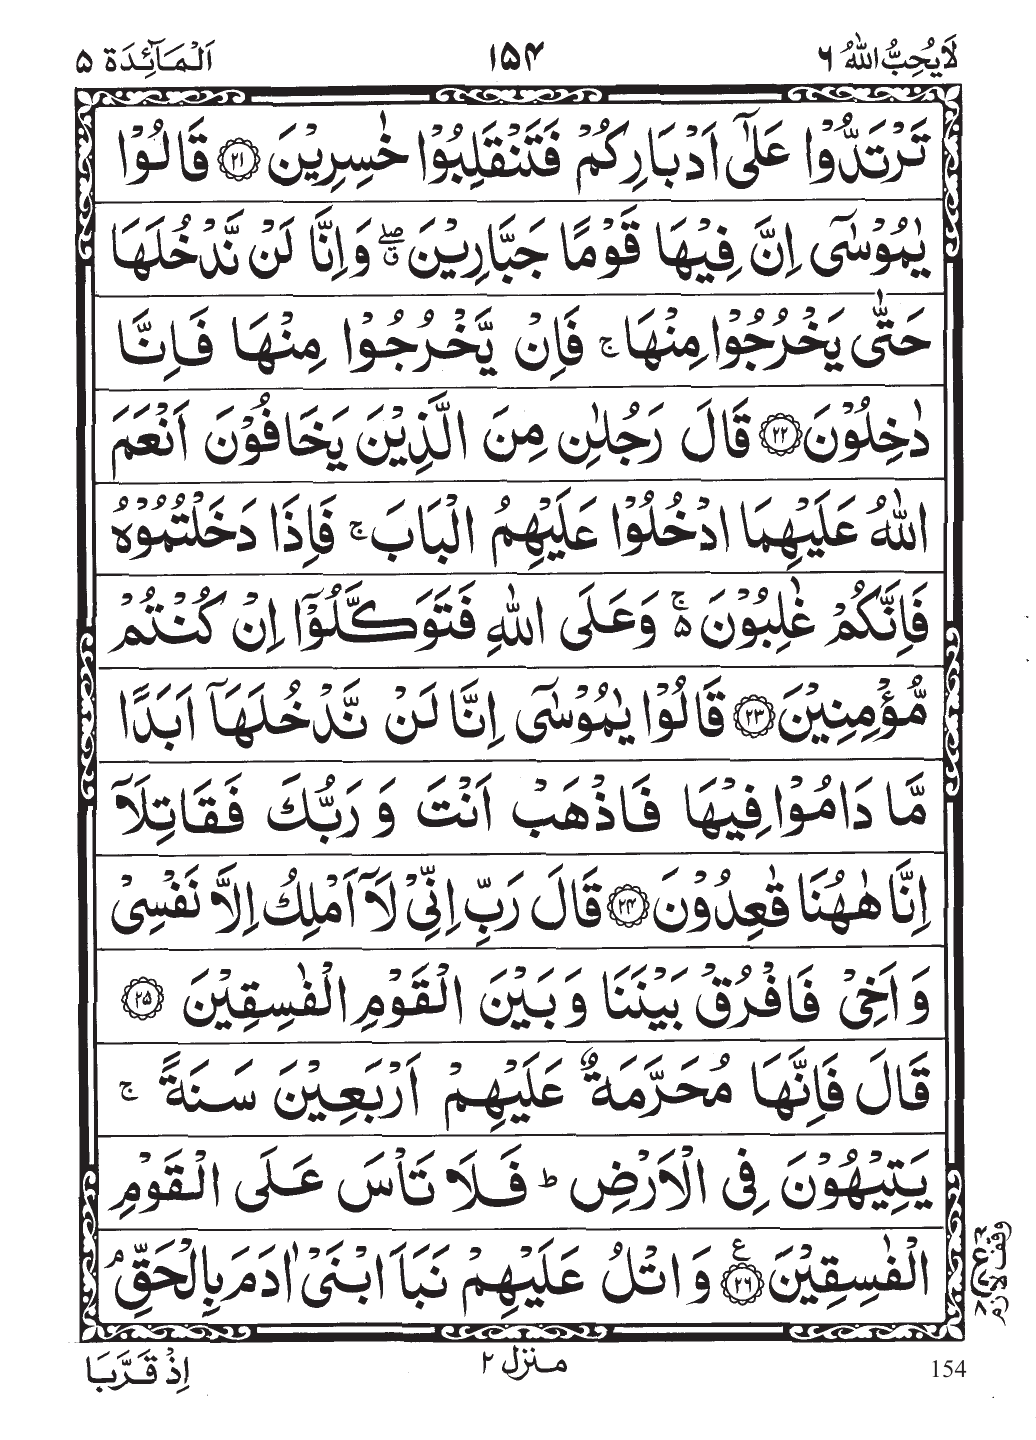 لَا يُحِبُّ اللّٰهُ ٦
١٥٤
اَلْمَآئِدَة ٥
تَرْتَدُّوْا عَلٰٓى اَدْبَارِكُمْ فَتَنْقَلِبُوْا خٰسِرِيْنَ ﴿٢١﴾ قَالُوْا
يٰمُوْسٰٓى اِنَّ فِيْهَا قَوْمًا جَبَّارِيْنَ ۖۗ وَاِنَّا لَنْ نَّدْخُلَهَا
حَتّٰى يَخْرُجُوْا مِنْهَا ۚ فَاِنْ يَّخْرُجُوْا مِنْهَا فَاِنَّا
دٰخِلُوْنَ ﴿٢٢﴾ قَالَ رَجُلٰنِ مِنَ الَّذِيْنَ يَخَافُوْنَ اَنْعَمَ
اللّٰهُ عَلَيْهِمَا ادْخُلُوْا عَلَيْهِمُ الْبَابَ ۚ فَاِذَا دَخَلْتُمُوْهُ
فَاِنَّكُمْ غٰلِبُوْنَ ۚ٥ وَعَلَى اللّٰهِ فَتَوَكَّلُوْٓا اِنْ كُنْتُمْ
مُّؤْمِنِيْنَ ﴿٢٣﴾ قَالُوْا يٰمُوْسٰٓى اِنَّا لَنْ نَّدْخُلَهَآ اَبَدًا
مَّا دَامُوْا فِيْهَا فَاذْهَبْ اَنْتَ وَرَبُّكَ فَقَاتِلَآ
اِنَّا هٰهُنَا قٰعِدُوْنَ ﴿٢٤﴾ قَالَ رَبِّ اِنِّيْ لَآ اَمْلِكُ اِلَّا نَفْسِيْ
وَاَخِيْ فَافْرُقْ بَيْنَنَا وَبَيْنَ الْقَوْمِ الْفٰسِقِيْنَ ﴿٢٥﴾
قَالَ فَاِنَّهَا مُحَرَّمَةٌ عَلَيْهِمْ اَرْبَعِيْنَ سَنَةً ۚ
يَتِيْهُوْنَ فِى الْاَرْضِ ؕ فَلَا تَاْسَ عَلَى الْقَوْمِ
الْفٰسِقِيْنَ ﴿٢٦﴾ ع وَاتْلُ عَلَيْهِمْ نَبَاَ ابْنَيْ اٰدَمَ بِالْحَقِّ ۘ
وقف لازم
اِذْ قَرَّبَا
منزل ٢
154